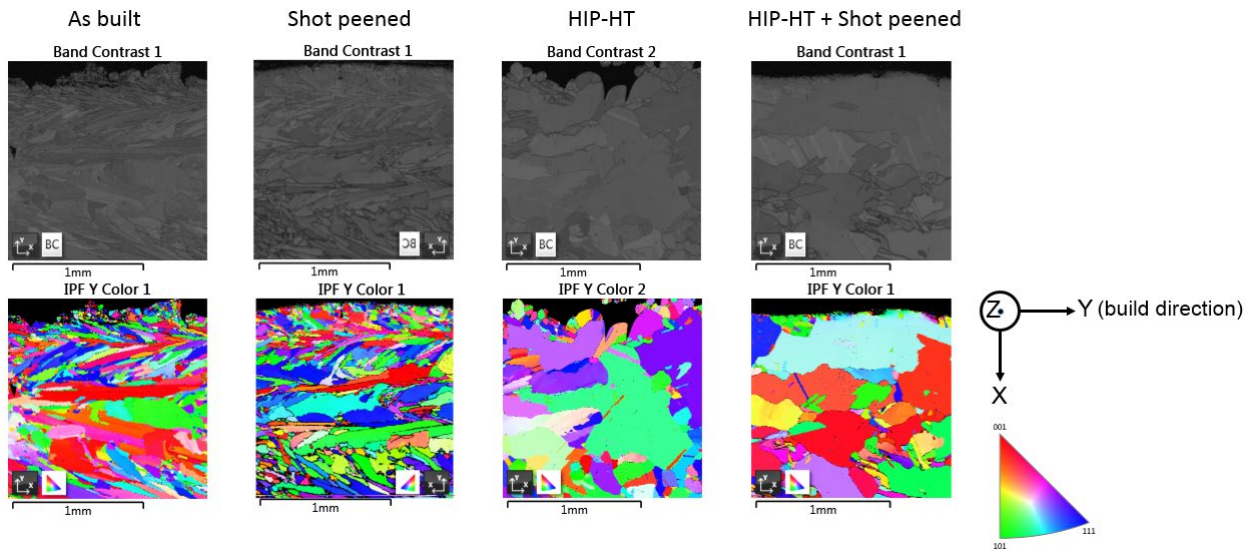 As built Shot peened HIP-HT HIP-HT + Shot peened
Band Contrast 1 Band Contrast 1 Band Contrast 2 Band Contrast 1
Y X BC BC X Y Y X BC Y X BC
1mm 1mm 1mm 1mm
IPF Y Color 1 IPF Y Color 1 IPF Y Color 2 IPF Y Color 1
Z Y (build direction)
X
001
Y X X Y Y X Y X
101 111
1mm 1mm 1mm 1mm